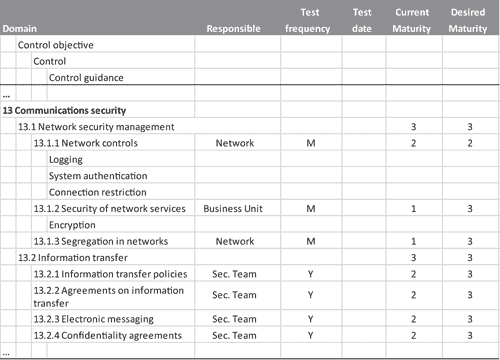 Domain Responsible Test frequency Test date Current Maturity Desired Maturity
Control objective
Control
Control guidance
...
13 Communications security
13.1 Network security management 3 3
13.1.1 Network controls Network M 2 2
Logging
System authentication
Connection restriction
13.1.2 Security of network services Business Unit M 1 3
Encryption
13.1.3 Segregation in networks Network M 1 3
13.2 Information transfer 3 3
13.2.1 Information transfer policies Sec. Team Y 2 3
13.2.2 Agreements on information
transfer Sec. Team Y 2 3
13.2.3 Electronic messaging Sec. Team Y 2 3
13.2.4 Confidentiality agreements Sec. Team Y 2 3
...